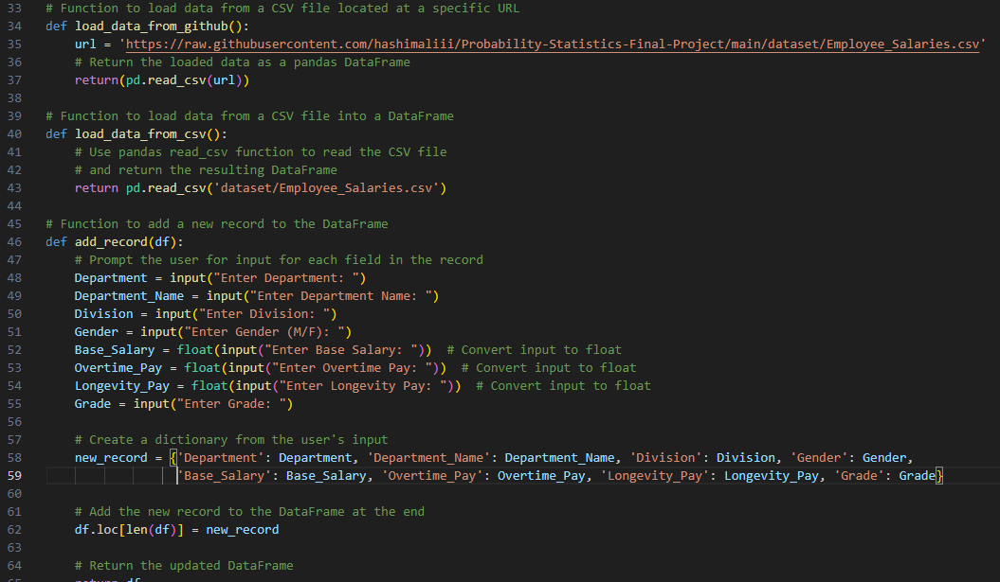 33 # Function to load data from a CSV file located at a specific URL
34 def load_data_from_github():
35     url = 'https://raw.githubusercontent.com/hashimaliii/Probability-Statistics-Final-Project/main/dataset/Employee_Salaries.csv'
36     # Return the loaded data as a pandas DataFrame
37     return(pd.read_csv(url))
38
39 # Function to load data from a CSV file into a DataFrame
40 def load_data_from_csv():
41     # Use pandas read_csv function to read the CSV file
42     # and return the resulting DataFrame
43     return pd.read_csv('dataset/Employee_Salaries.csv')
44
45 # Function to add a new record to the DataFrame
46 def add_record(df):
47     # Prompt the user for input for each field in the record
48     Department = input("Enter Department: ")
49     Department_Name = input("Enter Department Name: ")
50     Division = input("Enter Division: ")
51     Gender = input("Enter Gender (M/F): ")
52     Base_Salary = float(input("Enter Base Salary: "))  # Convert input to float
53     Overtime_Pay = float(input("Enter Overtime Pay: "))  # Convert input to float
54     Longevity_Pay = float(input("Enter Longevity Pay: "))  # Convert input to float
55     Grade = input("Enter Grade: ")
56
57     # Create a dictionary from the user's input
58     new_record = {'Department': Department, 'Department_Name': Department_Name, 'Division': Division, 'Gender': Gender,
59                   'Base_Salary': Base_Salary, 'Overtime_Pay': Overtime_Pay, 'Longevity_Pay': Longevity_Pay, 'Grade': Grade}
60
61     # Add the new record to the DataFrame at the end
62     df.loc[len(df)] = new_record
63
64     # Return the updated DataFrame
65     return df